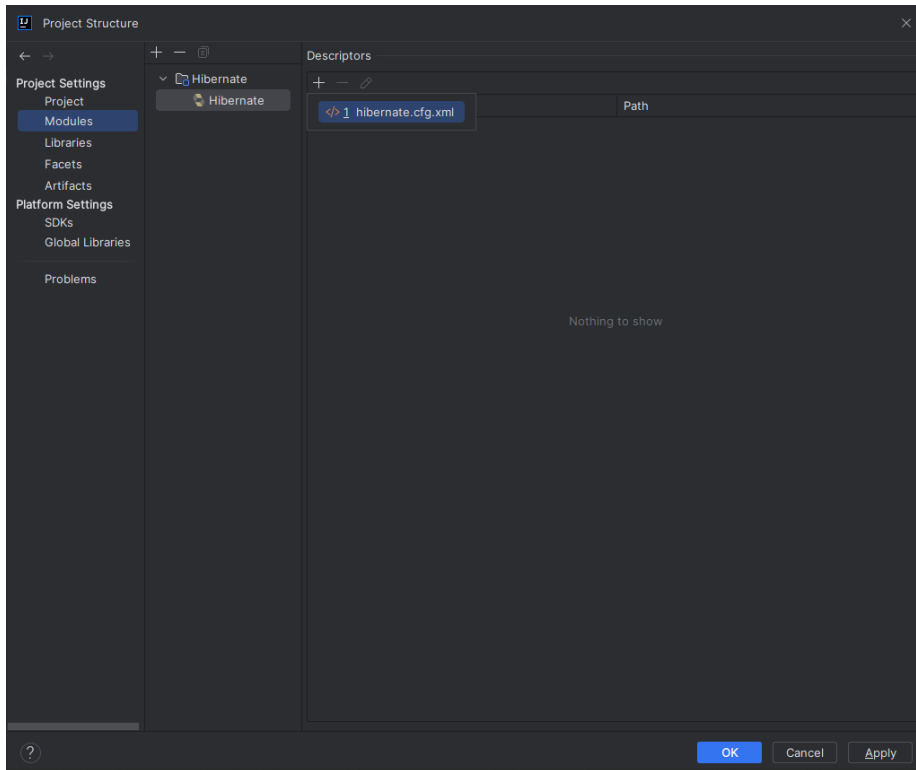 Project Structure
Descriptors
Project Settings
Project
Modules
Libraries
Facets
Artifacts
Platform Settings
SDKs
Global Libraries
Problems
Hibernate
Hibernate
1 hibernate.cfg.xml
Path
Nothing to show
?
OK
Cancel
Apply